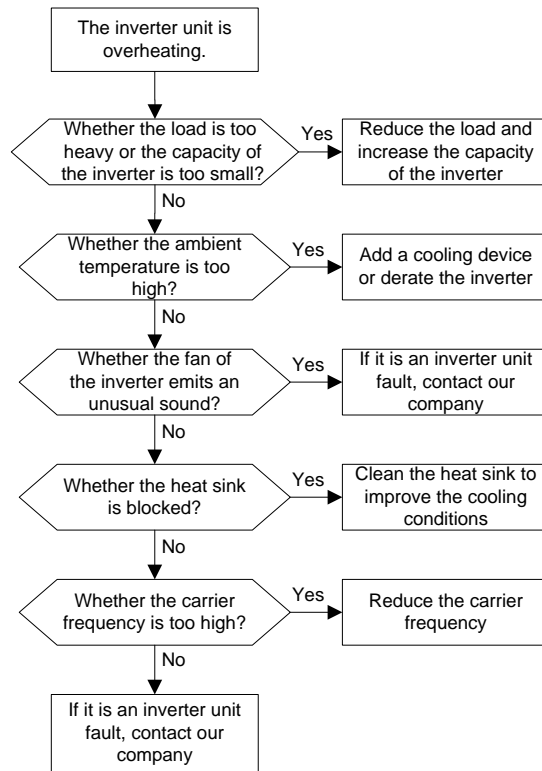 The inverter unit is
overheating.
Whether the load is too
heavy or the capacity of
the inverter is too small?
Yes
Reduce the load and
increase the capacity
of the inverter
No
Whether the ambient
temperature is too
high?
Yes
Add a cooling device
or derate the inverter
No
Whether the fan of
the inverter emits an
unusual sound?
Yes
If it is an inverter unit
fault, contact our
company
No
Whether the heat sink
is blocked?
Yes
Clean the heat sink to
improve the cooling
conditions
No
Whether the carrier
frequency is too high?
Yes
Reduce the carrier
frequency
No
If it is an inverter unit
fault, contact our
company